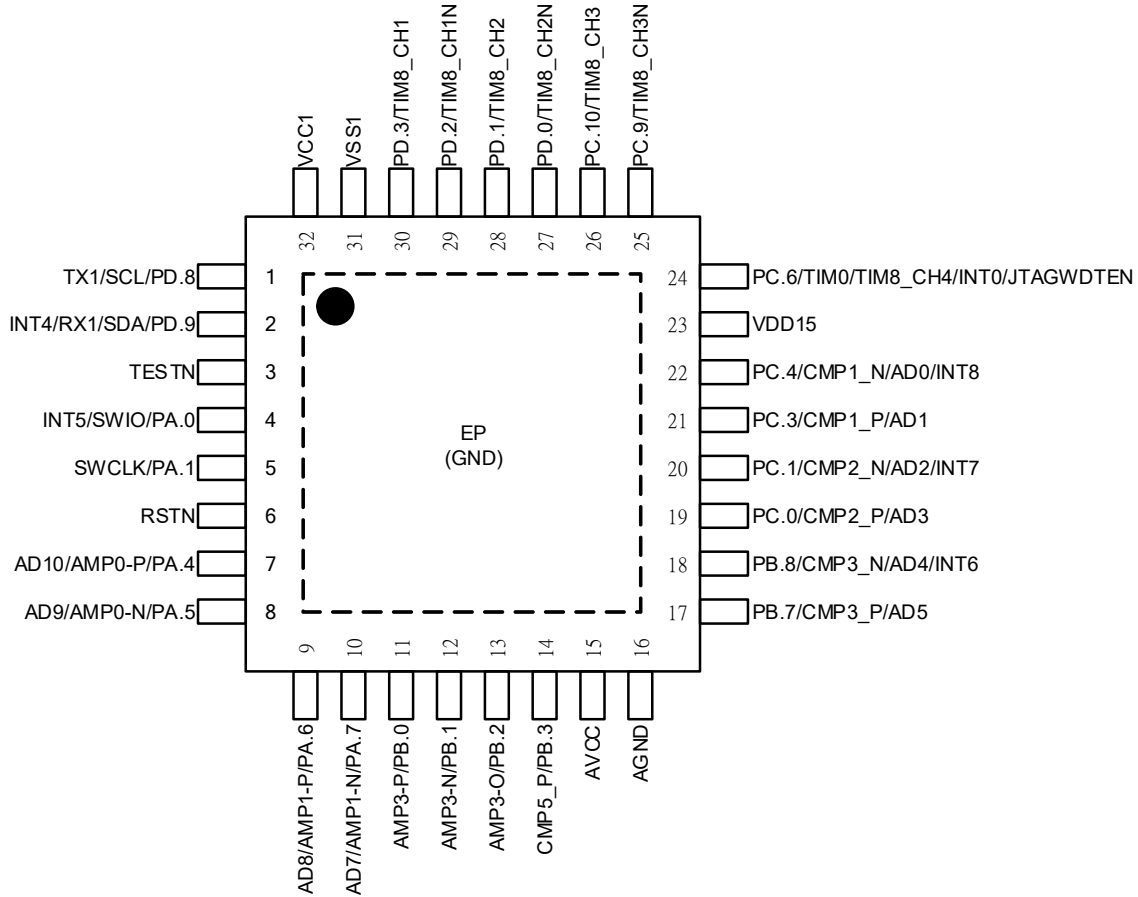 VCC1
VSS1
PD.3/TIM8_CH1
PD.2/TIM8_CH1N
PD.1/TIM8_CH2
PD.0/TIM8_CH2N
PC.10/TIM8_CH3
PC.9/TIM8_CH3N
32
31
30
29
28
27
26
25
TX1/SCL/PD.8 1
INT4/RX1/SDA/PD.9 2
TESTN 3
INT5/SWIO/PA.0 4
SWCLK/PA.1 5
RSTN 6
AD10/AMP0-P/PA.4 7
AD9/AMP0-N/PA.5 8
EP
(GND)
24 PC.6/TIM0/TIM8_CH4/INT0/JTAGWDTEN
23 VDD15
22 PC.4/CMP1_N/AD0/INT8
21 PC.3/CMP1_P/AD1
20 PC.1/CMP2_N/AD2/INT7
19 PC.0/CMP2_P/AD3
18 PB.8/CMP3_N/AD4/INT6
17 PB.7/CMP3_P/AD5
9
10
11
12
13
14
15
16
AD8/AMP1-P/PA.6
AD7/AMP1-N/PA.7
AMP3-P/PB.0
AMP3-N/PB.1
AMP3-O/PB.2
CMP5_P/PB.3
AVCC
AGND